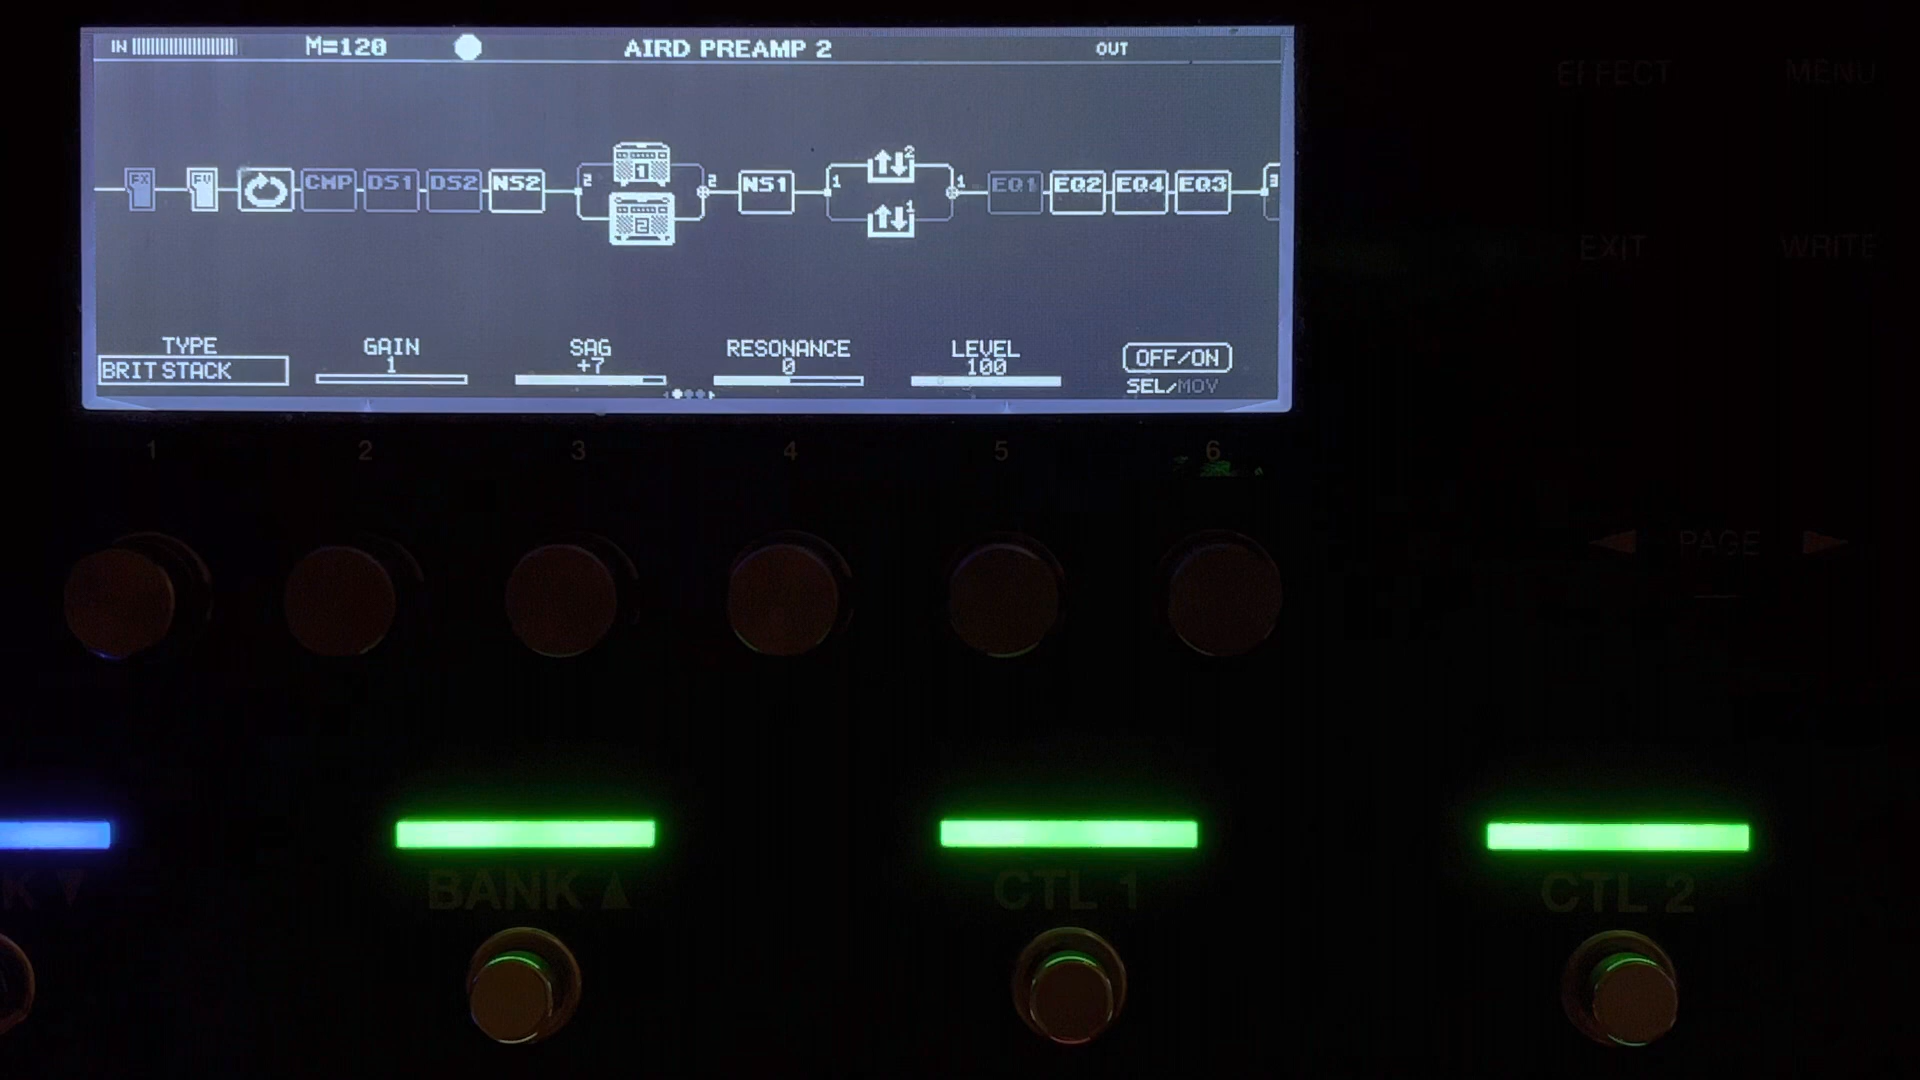 IN M=120 AIRD PREAMP 2 OUT
FX FV CMP DS1 DS2 NS2 2 1 2 2 NS1 1 2 1 1 EQ1 EQ2 EQ4 EQ3 3
TYPE GAIN SAG RESONANCE LEVEL OFF/ON
BRIT STACK 1 +7 0 100 SEL/MOV
1 2 3 4 5 6
EFFECT MENU
EXIT WRITE
PAGE
K ▼ BANK ▲ CTL 1 CTL 2